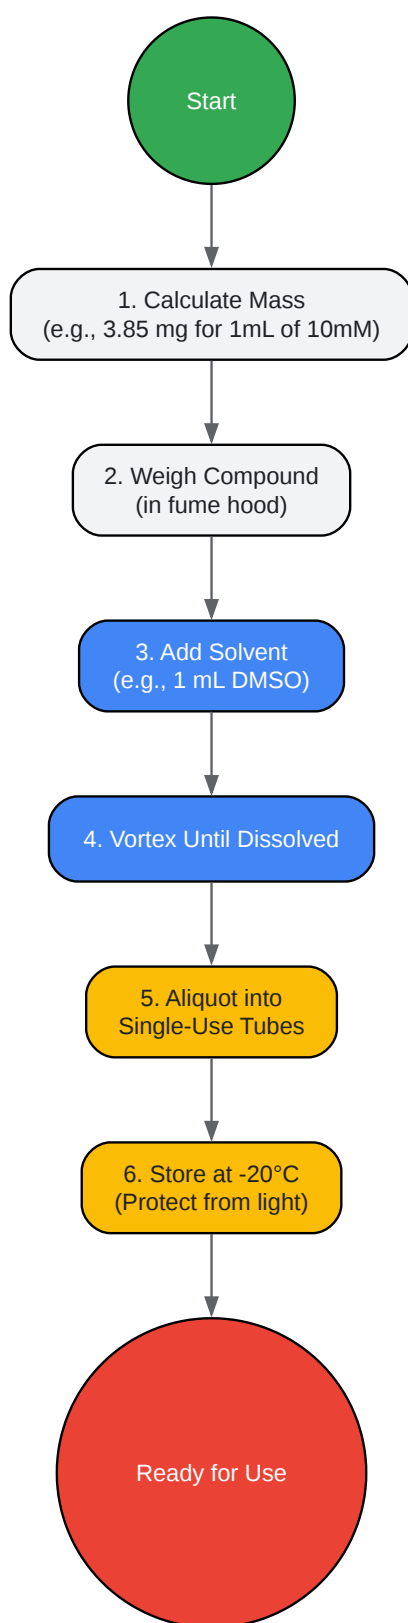 Start
1. Calculate Mass
(e.g., 3.85 mg for 1mL of 10mM)
2. Weigh Compound
(in fume hood)
3. Add Solvent
(e.g., 1 mL DMSO)
4. Vortex Until Dissolved
5. Aliquot into
Single-Use Tubes
6. Store at -20°C
(Protect from light)
Ready for Use